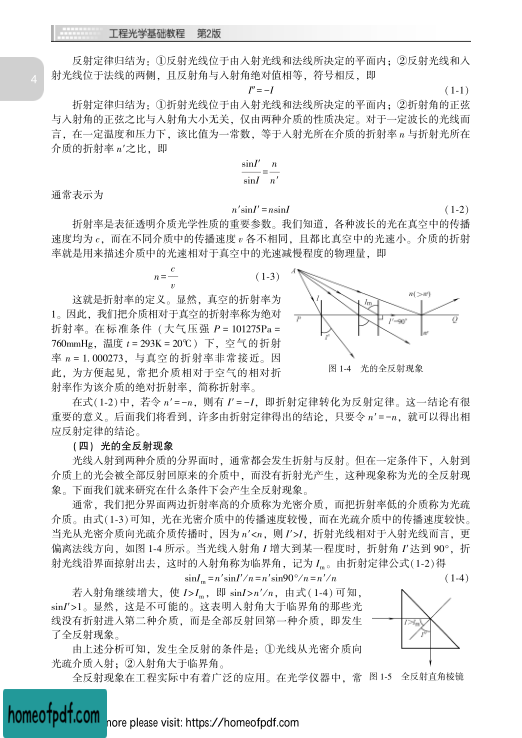 工程光学基础教程 第2版
4
反射定律归结为：①反射光线位于由入射光线和法线所决定的平面内；②反射光线和入
射光线位于法线的两侧，且反射角与入射角绝对值相等，符号相反，即
I″=-I (1-1)
折射定律归结为：①折射光线位于由入射光线和法线所决定的平面内；②折射角的正弦
与入射角的正弦之比与入射角大小无关，仅由两种介质的性质决定。对于一定波长的光线而
言，在一定温度和压力下，该比值为一常数，等于入射光所在介质的折射率 n 与折射光所在
介质的折射率 n′之比，即
sinI′/sinI = n/n′
通常表示为
n′sinI′=nsinI (1-2)
折射率是表征透明介质光学性质的重要参数。我们知道，各种波长的光在真空中的传播
速度均为 c，而在不同介质中的传播速度 v 各不相同，且都比真空中的光速小。介质的折射
率就是用来描述介质中的光速相对于真空中的光速减慢程度的物理量，即
n=c/v (1-3)
这就是折射率的定义。显然，真空的折射率为
1。因此，我们把介质相对于真空的折射率称为绝对
折射率。在标准条件（大气压强 P = 101275Pa =
760mmHg，温度 t = 293K = 20℃）下，空气的折射
率 n = 1. 000273，与真空的折射率非常接近。因
此，为方便起见，常把介质相对于空气的相对折
射率作为该介质的绝对折射率，简称折射率。
A
I
I′
I_m
I′=90°
n(>n′)
n′
P
Q
图 1-4 光的全反射现象
在式(1-2)中，若令 n′=-n，则有 I′=-I，即折射定律转化为反射定律。这一结论有很
重要的意义。后面我们将看到，许多由折射定律得出的结论，只要令 n′=-n，就可以得出相
应反射定律的结论。
（四）光的全反射现象
光线入射到两种介质的分界面时，通常都会发生折射与反射。但在一定条件下，入射到
介质上的光会被全部反射回原来的介质中，而没有折射光产生，这种现象称为光的全反射现
象。下面我们就来研究在什么条件下会产生全反射现象。
通常，我们把分界面两边折射率高的介质称为光密介质，而把折射率低的介质称为光疏
介质。由式(1-3)可知，光在光密介质中的传播速度较慢，而在光疏介质中的传播速度较快。
当光从光密介质向光疏介质传播时，因为 n′<n，则 I′>I，折射光线相对于入射光线而言，更
偏离法线方向，如图 1-4 所示。当光线入射角 I 增大到某一程度时，折射角 I′达到 90°，折
射光线沿界面掠射出去，这时的入射角称为临界角，记为 I_m。由折射定律公式(1-2)得
sinI_m=n′sinI′/n=n′sin90°/n=n′/n (1-4)
若入射角继续增大，使 I>I_m，即 sinI>n′/n，由式(1-4)可知，
sinI′>1。显然，这是不可能的。这表明入射角大于临界角的那些光
线没有折射进入第二种介质，而是全部反射回第一种介质，即发生
了全反射现象。
由上述分析可知，发生全反射的条件是：①光线从光密介质向
光疏介质入射；②入射角大于临界角。
全反射现象在工程实际中有着广泛的应用。在光学仪器中，常
I>I_m
I″
图 1-5 全反射直角棱镜
homeofpdf.com
more please visit: https://homeofpdf.com